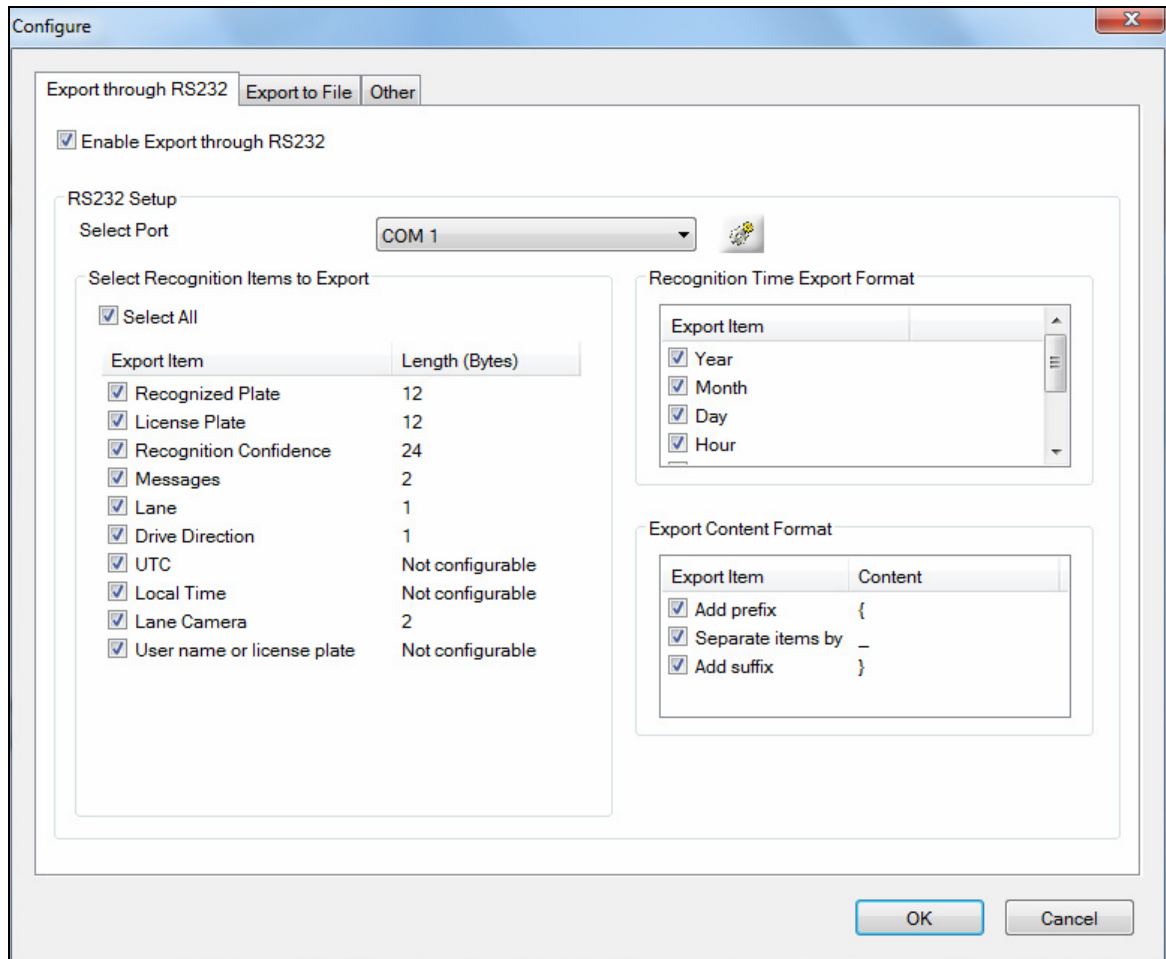 Configure
Export through RS232 Export to File Other
Enable Export through RS232
RS232 Setup
Select Port COM 1
Select Recognition Items to Export
Select All
Export Item Length (Bytes)
Recognized Plate 12
License Plate 12
Recognition Confidence 24
Messages 2
Lane 1
Drive Direction 1
UTC Not configurable
Local Time Not configurable
Lane Camera 2
User name or license plate Not configurable
Recognition Time Export Format
Export Item
Year
Month
Day
Hour
Export Content Format
Export Item Content
Add prefix {
Separate items by _
Add suffix }
OK Cancel